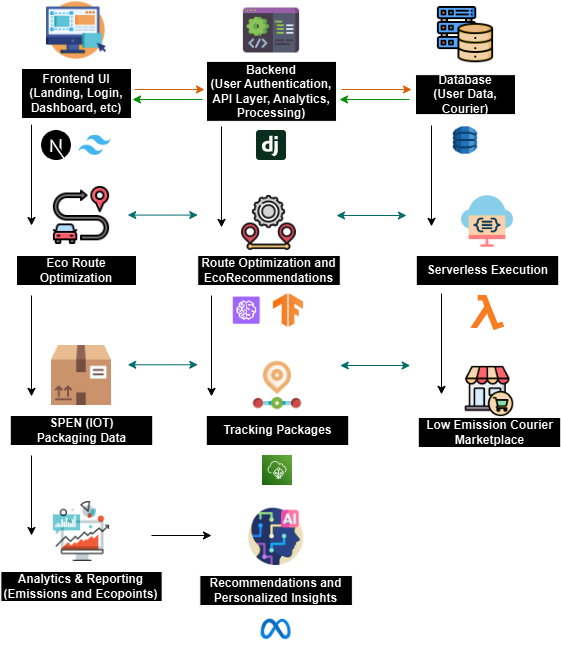 Frontend UI
(Landing, Login,
Dashboard, etc)
Backend
(User Authentication,
API Layer, Analytics,
Processing)
Database
(User Data,
Courier)
N
dj
Eco Route
Optimization
Route Optimization and
EcoRecommendations
Serverless Execution
SPEN (IOT)
Packaging Data
Tracking Packages
Low Emission Courier
Marketplace
AI
Analytics & Reporting
(Emissions and Ecopoints)
Recommendations and
Personalized Insights